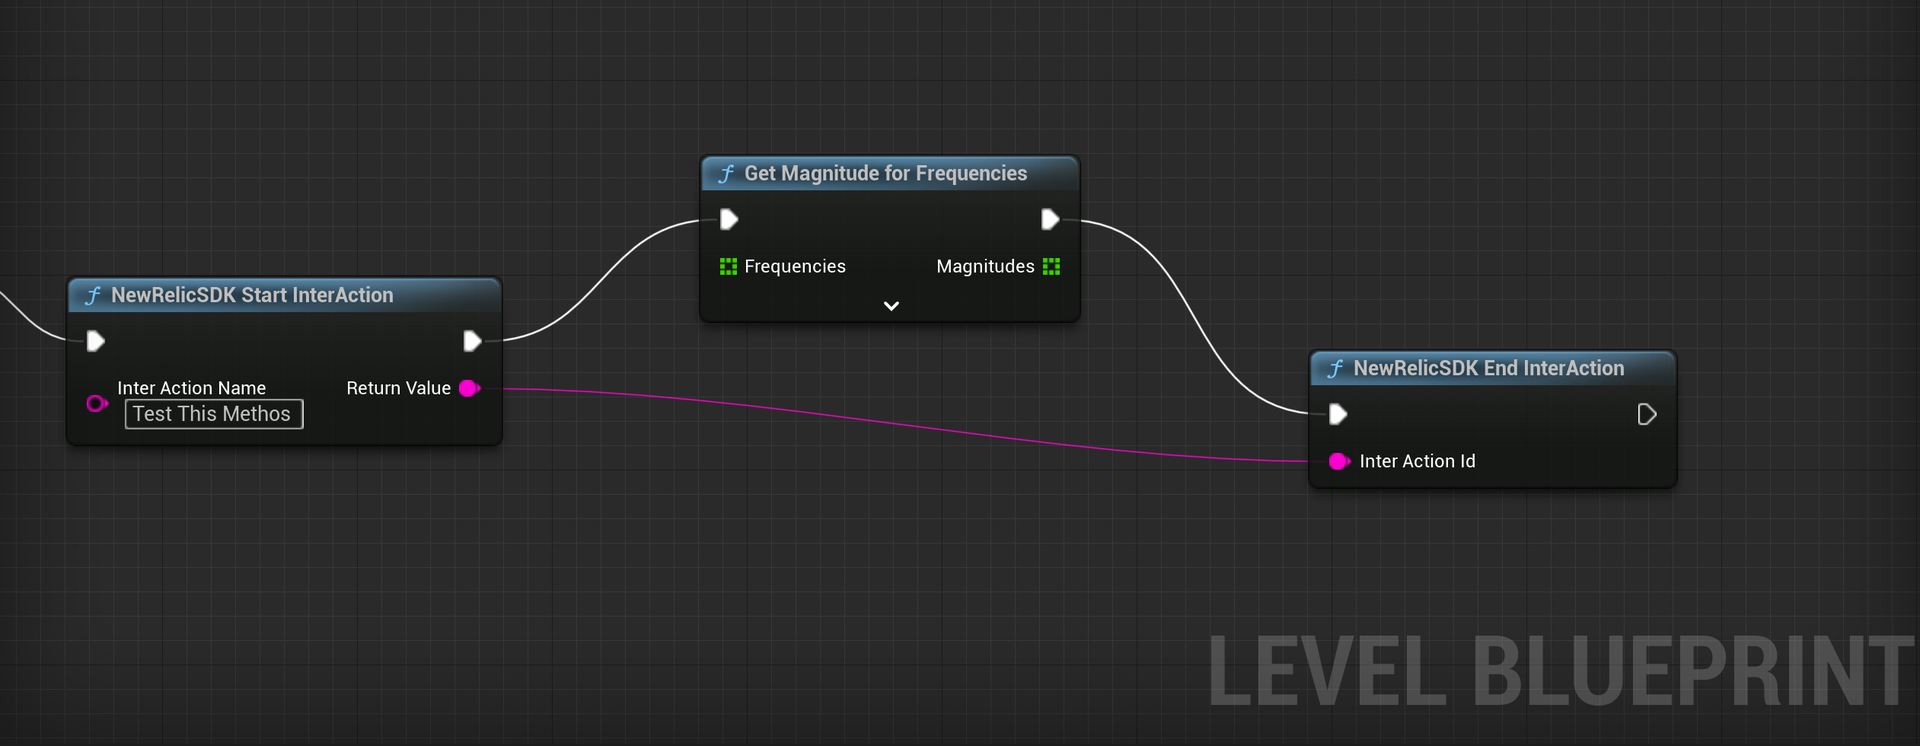 NewRelicSDK Start InterAction
Inter Action Name
Test This Methos
Return Value
Get Magnitude for Frequencies
Frequencies
Magnitudes
NewRelicSDK End InterAction
Inter Action Id
LEVEL BLUEPRINT